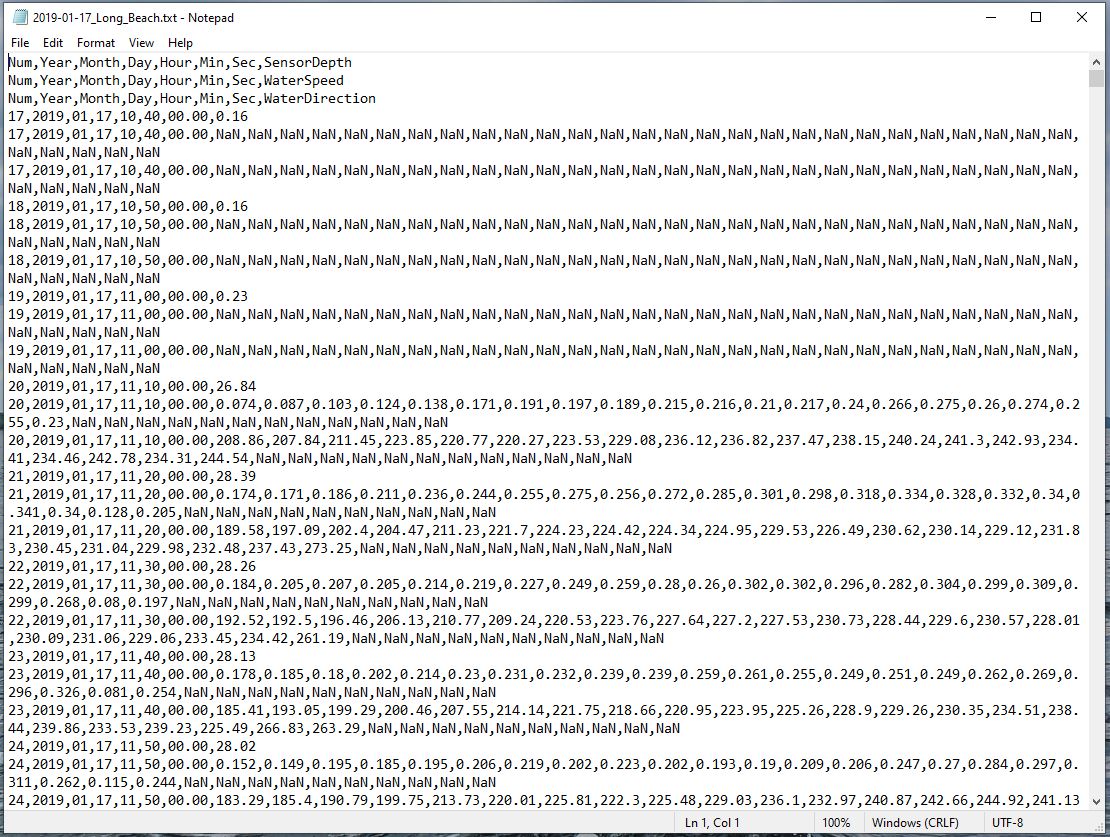 2019-01-17_Long_Beach.txt - Notepad
File Edit Format View Help
Num,Year,Month,Day,Hour,Min,Sec,SensorDepth
Num,Year,Month,Day,Hour,Min,Sec,WaterSpeed
Num,Year,Month,Day,Hour,Min,Sec,WaterDirection
17,2019,01,17,10,40,00.00,0.16
17,2019,01,17,10,40,00.00,NaN,NaN,NaN,NaN,NaN,NaN,NaN,NaN,NaN,NaN,NaN,NaN,NaN,NaN,NaN,NaN,NaN,NaN,NaN,NaN,NaN,NaN,NaN,NaN,NaN,NaN,NaN,
NaN,NaN,NaN,NaN,NaN
17,2019,01,17,10,40,00.00,NaN,NaN,NaN,NaN,NaN,NaN,NaN,NaN,NaN,NaN,NaN,NaN,NaN,NaN,NaN,NaN,NaN,NaN,NaN,NaN,NaN,NaN,NaN,NaN,NaN,NaN,NaN,
NaN,NaN,NaN,NaN,NaN
18,2019,01,17,10,50,00.00,0.16
18,2019,01,17,10,50,00.00,NaN,NaN,NaN,NaN,NaN,NaN,NaN,NaN,NaN,NaN,NaN,NaN,NaN,NaN,NaN,NaN,NaN,NaN,NaN,NaN,NaN,NaN,NaN,NaN,NaN,NaN,NaN,
NaN,NaN,NaN,NaN,NaN
18,2019,01,17,10,50,00.00,NaN,NaN,NaN,NaN,NaN,NaN,NaN,NaN,NaN,NaN,NaN,NaN,NaN,NaN,NaN,NaN,NaN,NaN,NaN,NaN,NaN,NaN,NaN,NaN,NaN,NaN,NaN,
NaN,NaN,NaN,NaN,NaN
19,2019,01,17,11,00,00.00,0.23
19,2019,01,17,11,00,00.00,NaN,NaN,NaN,NaN,NaN,NaN,NaN,NaN,NaN,NaN,NaN,NaN,NaN,NaN,NaN,NaN,NaN,NaN,NaN,NaN,NaN,NaN,NaN,NaN,NaN,NaN,NaN,
NaN,NaN,NaN,NaN,NaN
19,2019,01,17,11,00,00.00,NaN,NaN,NaN,NaN,NaN,NaN,NaN,NaN,NaN,NaN,NaN,NaN,NaN,NaN,NaN,NaN,NaN,NaN,NaN,NaN,NaN,NaN,NaN,NaN,NaN,NaN,NaN,
NaN,NaN,NaN,NaN,NaN
20,2019,01,17,11,10,00.00,26.84
20,2019,01,17,11,10,00.00,0.074,0.087,0.103,0.124,0.138,0.171,0.191,0.197,0.189,0.215,0.216,0.21,0.217,0.24,0.266,0.275,0.26,0.274,0.2
55,0.23,NaN,NaN,NaN,NaN,NaN,NaN,NaN,NaN,NaN,NaN,NaN,NaN
20,2019,01,17,11,10,00.00,208.86,207.84,211.45,223.85,220.77,220.27,223.53,229.08,236.12,236.82,237.47,238.15,240.24,241.3,242.93,234.
41,234.46,242.78,234.31,244.54,NaN,NaN,NaN,NaN,NaN,NaN,NaN,NaN,NaN,NaN,NaN,NaN
21,2019,01,17,11,20,00.00,28.39
21,2019,01,17,11,20,00.00,0.174,0.171,0.186,0.211,0.236,0.244,0.255,0.275,0.256,0.272,0.285,0.301,0.298,0.318,0.334,0.328,0.332,0.34,0
.341,0.34,0.128,0.205,NaN,NaN,NaN,NaN,NaN,NaN,NaN,NaN,NaN,NaN
21,2019,01,17,11,20,00.00,189.58,197.09,202.4,204.47,211.23,221.7,224.23,224.42,224.34,224.95,229.53,226.49,230.62,230.14,229.12,231.8
3,230.45,231.04,229.98,232.48,237.43,273.25,NaN,NaN,NaN,NaN,NaN,NaN,NaN,NaN,NaN,NaN
22,2019,01,17,11,30,00.00,28.26
22,2019,01,17,11,30,00.00,0.184,0.205,0.207,0.205,0.214,0.219,0.227,0.249,0.259,0.28,0.26,0.302,0.302,0.296,0.282,0.304,0.299,0.309,0.
299,0.268,0.08,0.197,NaN,NaN,NaN,NaN,NaN,NaN,NaN,NaN,NaN,NaN
22,2019,01,17,11,30,00.00,192.52,192.5,196.46,206.13,210.77,209.24,220.53,223.76,227.64,227.2,227.53,230.73,228.44,229.6,230.57,228.01
,230.09,231.06,229.06,233.45,234.42,261.19,NaN,NaN,NaN,NaN,NaN,NaN,NaN,NaN,NaN,NaN
23,2019,01,17,11,40,00.00,28.13
23,2019,01,17,11,40,00.00,0.178,0.185,0.18,0.202,0.214,0.23,0.231,0.232,0.239,0.239,0.259,0.261,0.255,0.249,0.251,0.249,0.262,0.269,0.
296,0.326,0.081,0.254,NaN,NaN,NaN,NaN,NaN,NaN,NaN,NaN,NaN,NaN
23,2019,01,17,11,40,00.00,185.41,193.05,199.29,200.46,207.55,214.14,221.75,218.66,220.95,223.95,225.26,228.9,229.26,230.35,234.51,238.
44,239.86,233.53,239.23,225.49,266.83,263.29,NaN,NaN,NaN,NaN,NaN,NaN,NaN,NaN,NaN,NaN
24,2019,01,17,11,50,00.00,28.02
24,2019,01,17,11,50,00.00,0.152,0.149,0.195,0.185,0.195,0.206,0.219,0.202,0.223,0.202,0.193,0.19,0.209,0.206,0.247,0.27,0.284,0.297,0.
311,0.262,0.115,0.244,NaN,NaN,NaN,NaN,NaN,NaN,NaN,NaN,NaN,NaN
24,2019,01,17,11,50,00.00,183.29,185.4,190.79,199.75,213.73,220.01,225.81,222.3,225.48,229.03,236.1,232.97,240.87,242.66,244.92,241.13
Ln 1, Col 1 100% Windows (CRLF) UTF-8